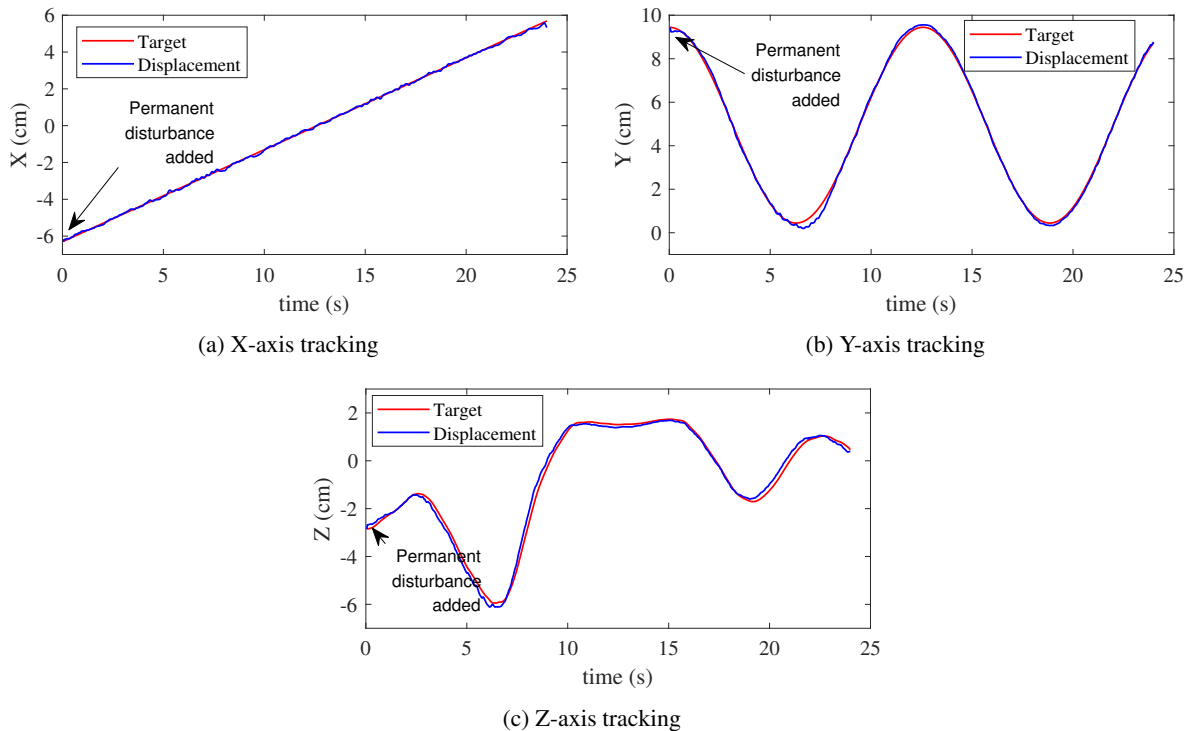 6
4
2
0
-2
-4
-6
X (cm)
Target
Displacement
Permanent
disturbance
added
0 5 10 15 20 25
time (s)
(a) X-axis tracking
10
8
6
4
2
0
Y (cm)
Target
Displacement
Permanent
disturbance
added
0 5 10 15 20 25
time (s)
(b) Y-axis tracking
2
0
-2
-4
-6
Z (cm)
Target
Displacement
Permanent
disturbance
added
0 5 10 15 20 25
time (s)
(c) Z-axis tracking